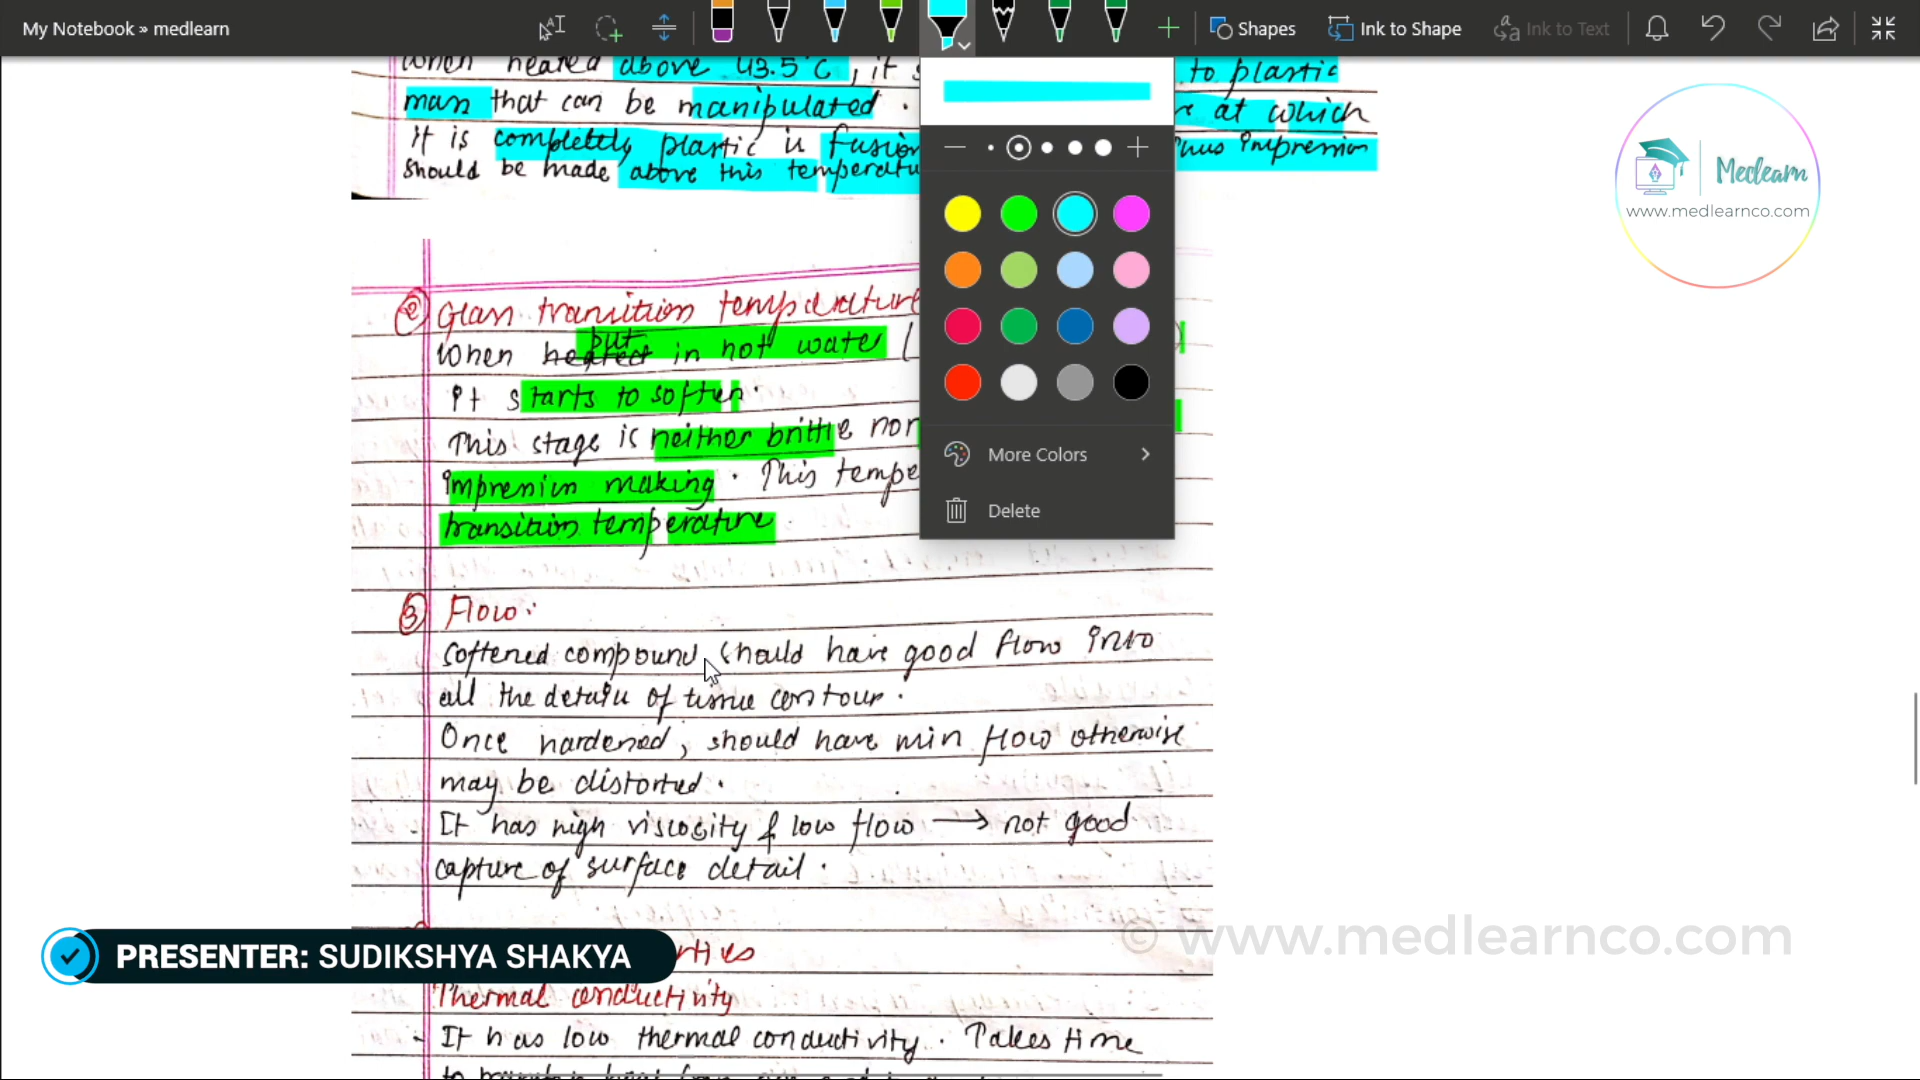 My Notebook » medlearn
Shapes
Ink to Shape
Ink to Text
when heated above 43.5°C, it s
to plastic
man that can be manipulated .
at which
It is completely plastic is fusion
Thus impression
should be made above this temperatu
Medlearn
www.medlearnco.com
② Glass transition temperature
put
When heated in hot water (
it starts to soften.
This stage is neither brittle nor
impression making . This tempe
transition temperature
More Colors
Delete
③ Flow:
Softened compound should have good flow into
all the details of tissue contour .
Once hardened, should have min flow otherwise
may be distorted .
It has high viscosity & low flow → not good
capture of surface detail .
© www.medlearnco.com
PRESENTER: SUDIKSHYA SHAKYA
rties
Thermal conductivity
- It has low thermal conductivity . Takes time